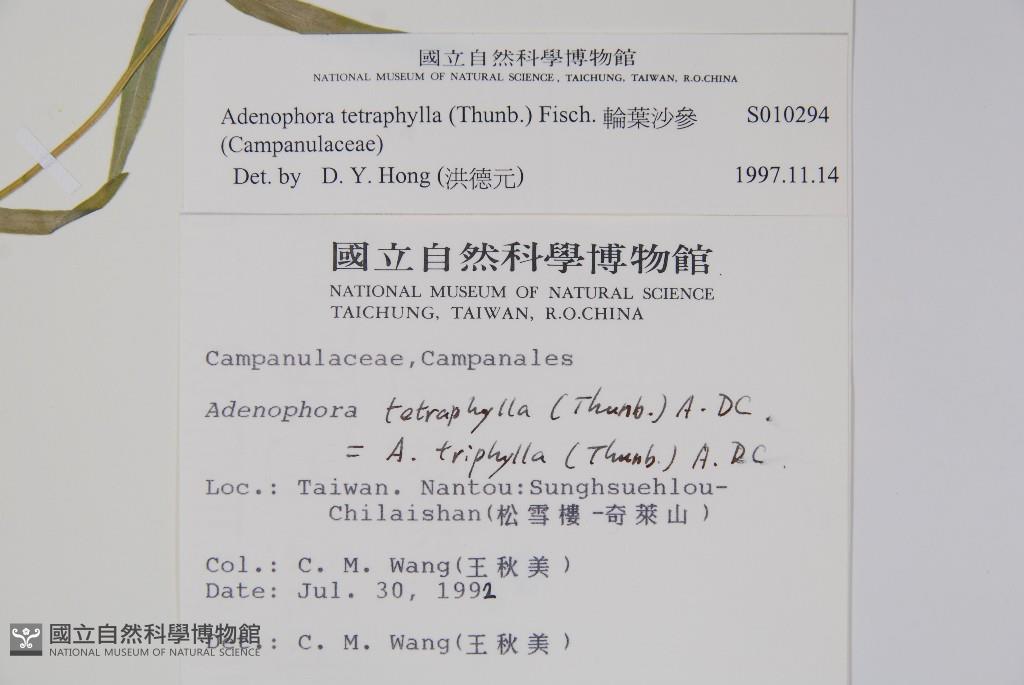 國立自然科學博物館
NATIONAL MUSEUM OF NATURAL SCIENCE, TAICHUNG, TAIWAN, R.O.CHINA
Adenophora tetraphylla (Thunb.) Fisch. 輪葉沙參 S010294
(Campanulaceae)
Det. by D. Y. Hong (洪德元) 1997.11.14
國立自然科學博物館
NATIONAL MUSEUM OF NATURAL SCIENCE
TAICHUNG, TAIWAN, R.O.CHINA
Campanulaceae,Campanales
Adenophora tetraphylla (Thunb.) A. DC.
= A. triphylla (Thunb.) A. DC.
Loc.: Taiwan. Nantou:Sunghsuehlou-
Chilaishan(松雪樓-奇萊山)
Col.: C. M. Wang(王秋美)
Date: Jul. 30, 1992
Det.: C. M. Wang(王秋美)
國立自然科學博物館
NATIONAL MUSEUM OF NATURAL SCIENCE